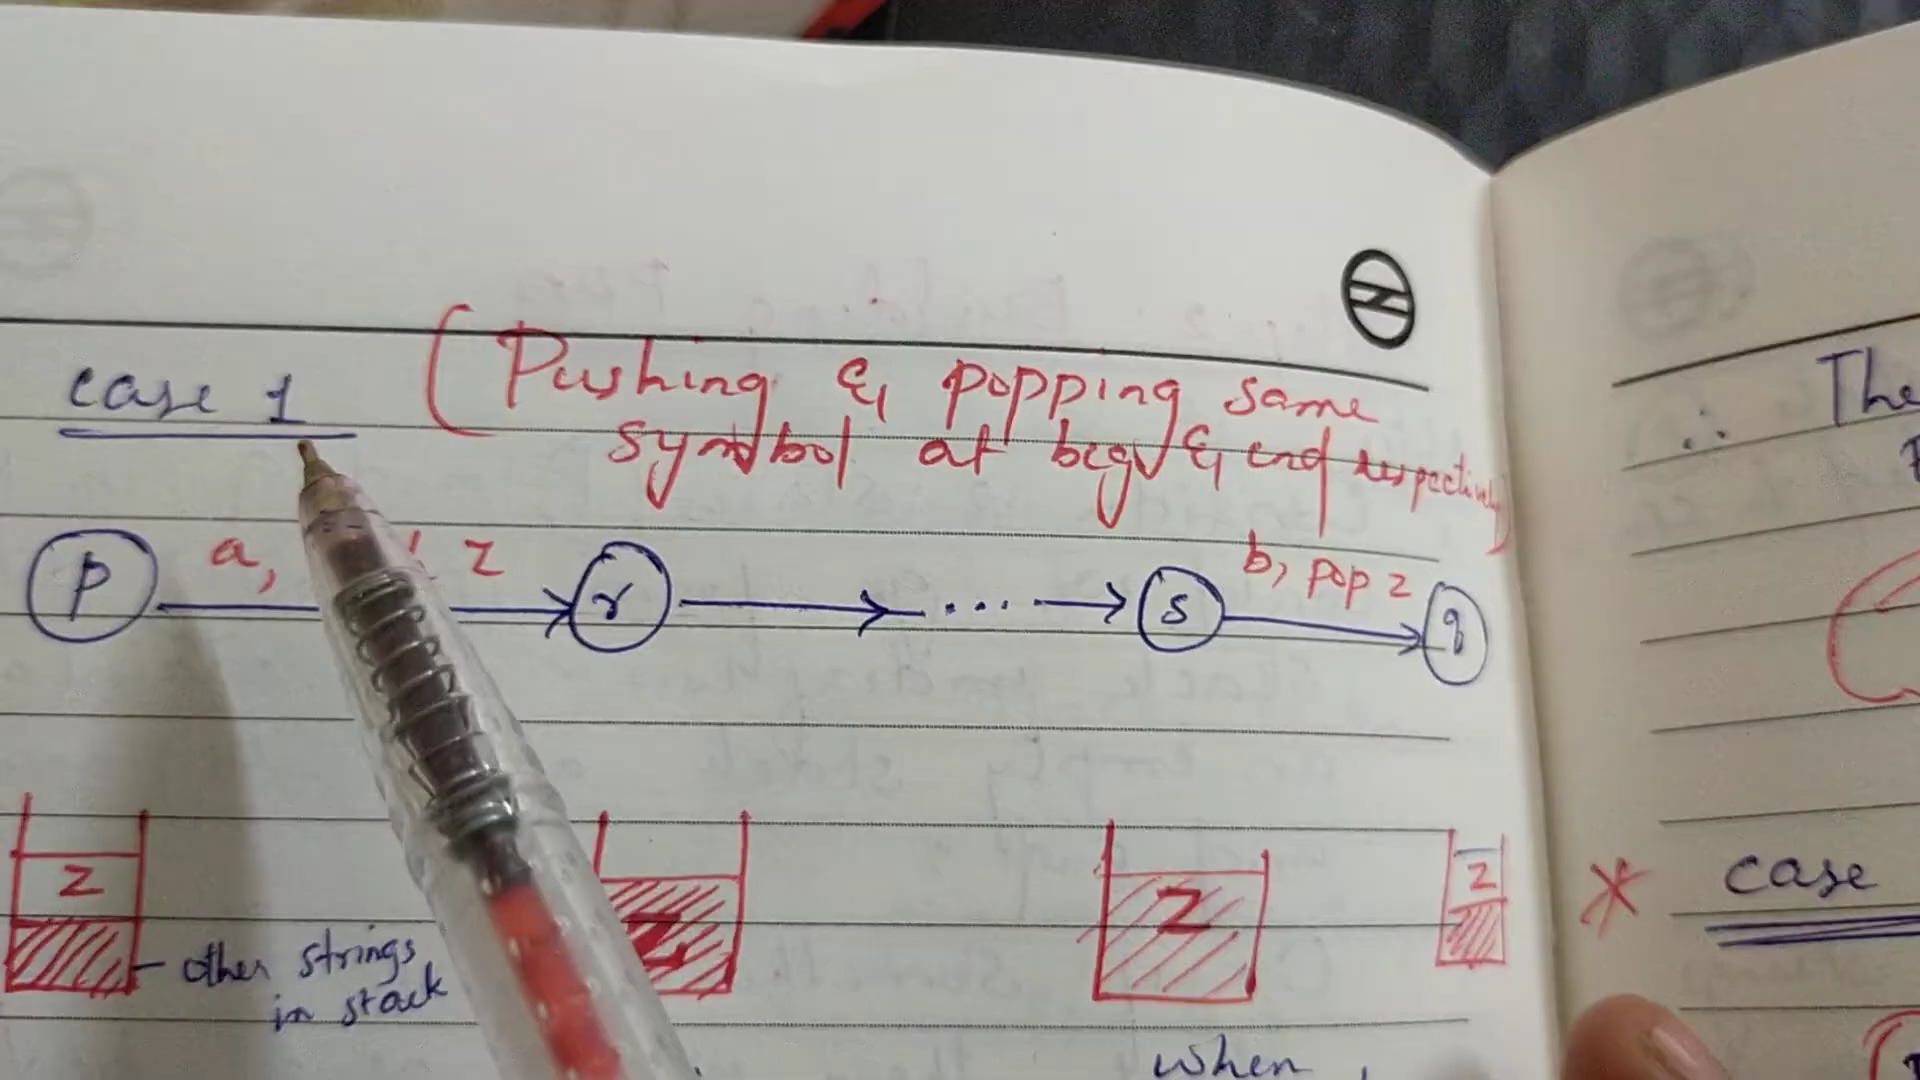 case 1 (Pushing & popping same
symbol at beg & end respectively)
p a, z r ... s b, pop z q
z z z z
other strings
in stack
when
∴ The
* case